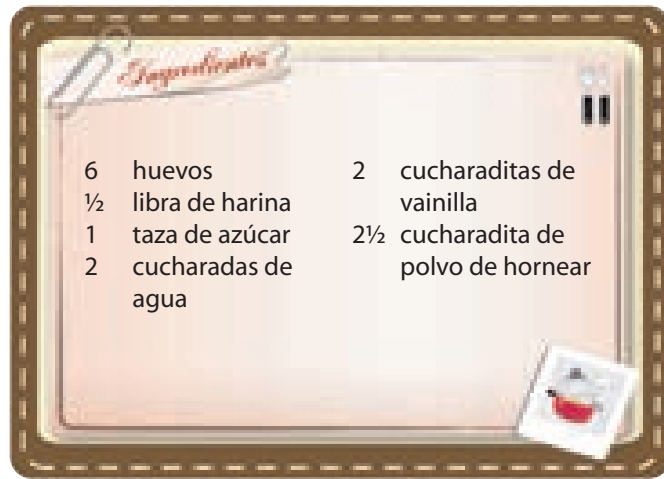 Ingredientes
6 huevos
½ libra de harina
1 taza de azúcar
2 cucharadas de
agua
2 cucharaditas de
vainilla
2½ cucharadita de
polvo de hornear